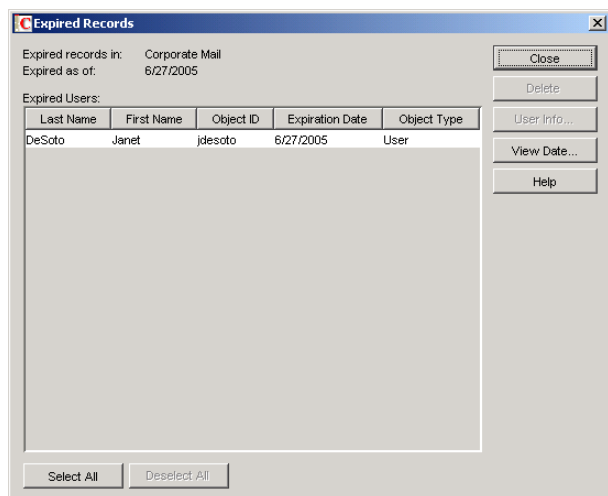 Expired Records
Expired records in: Corporate Mail
Expired as of: 6/27/2005
Expired Users:
Last Name First Name Object ID Expiration Date Object Type
DeSoto Janet jdesoto 6/27/2005 User
Close
Delete
User Info...
View Date...
Help
Select All Deselect All